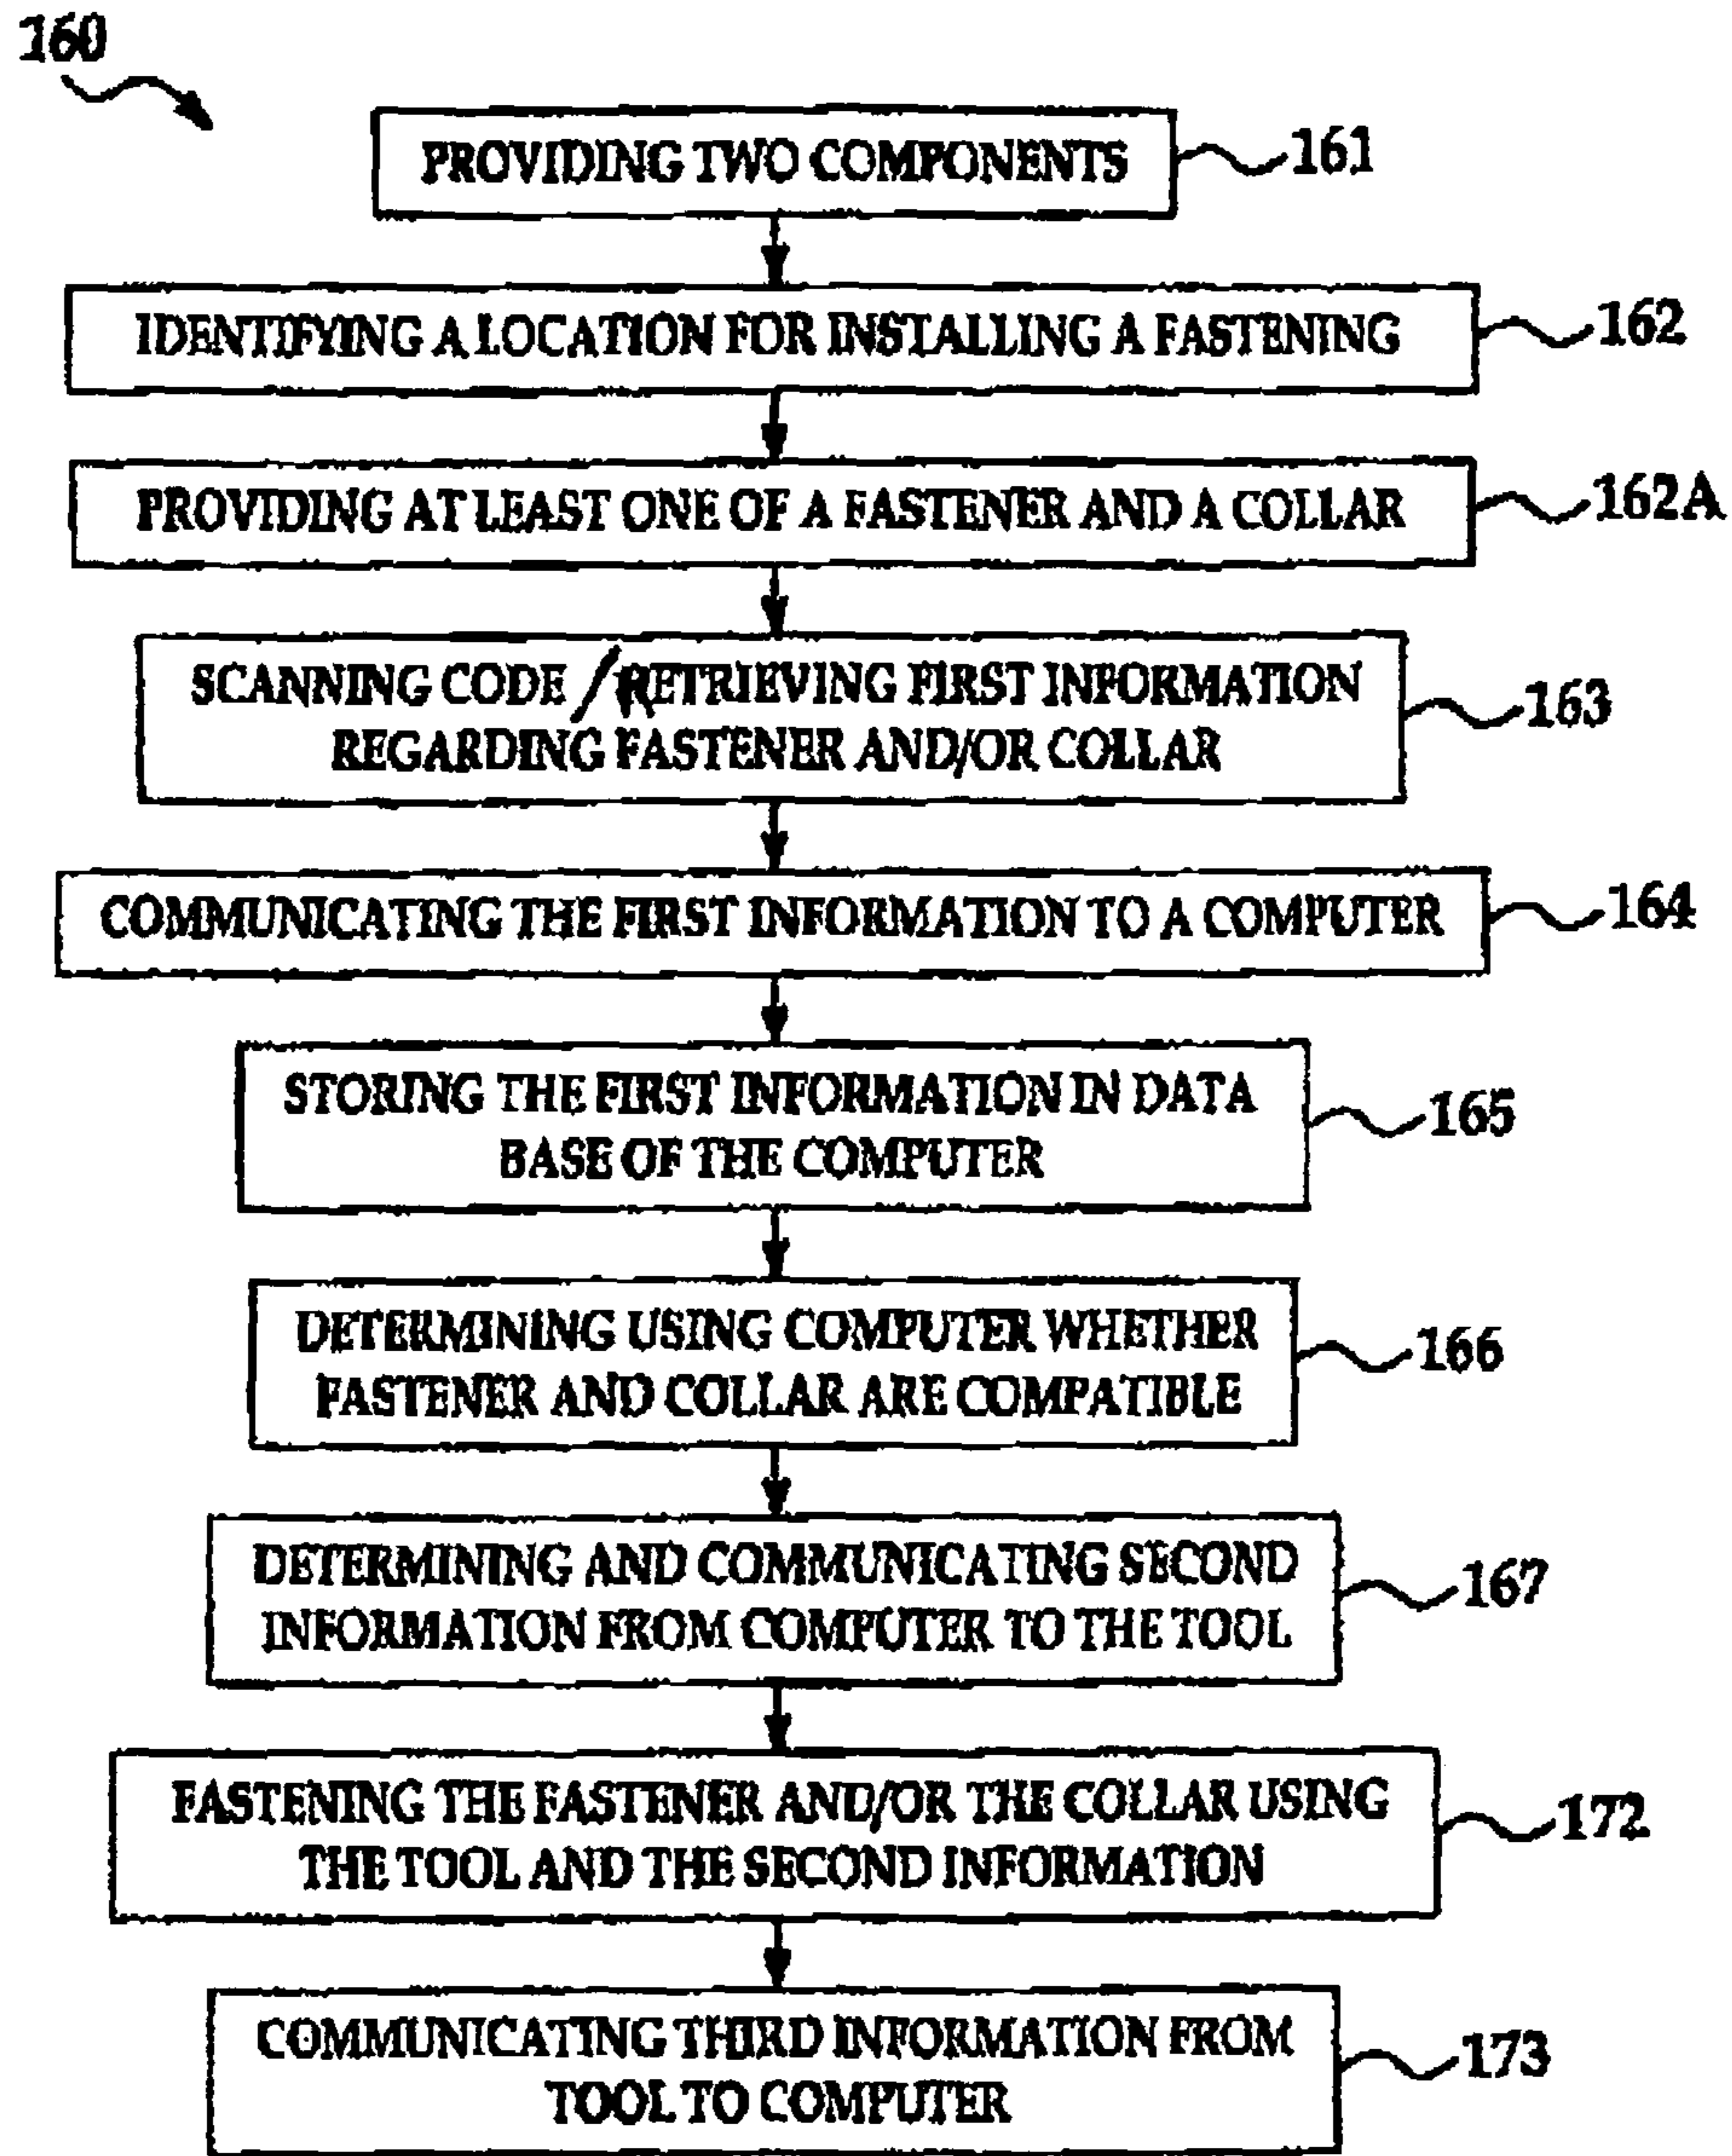 160
PROVIDING TWO COMPONENTS
161
IDENTIFYING A LOCATION FOR INSTALLING A FASTENING
162
PROVIDING AT LEAST ONE OF A FASTENER AND A COLLAR
162A
SCANNING CODE / RETRIEVING FIRST INFORMATION
REGARDING FASTENER AND/OR COLLAR
163
COMMUNICATING THE FIRST INFORMATION TO A COMPUTER
164
STORING THE FIRST INFORMATION IN DATA
BASE OF THE COMPUTER
165
DETERMINING USING COMPUTER WHETHER
FASTENER AND COLLAR ARE COMPATIBLE
166
DETERMINING AND COMMUNICATING SECOND
INFORMATION FROM COMPUTER TO THE TOOL
167
FASTENING THE FASTENER AND/OR THE COLLAR USING
THE TOOL AND THE SECOND INFORMATION
172
COMMUNICATING THIRD INFORMATION FROM
TOOL TO COMPUTER
173